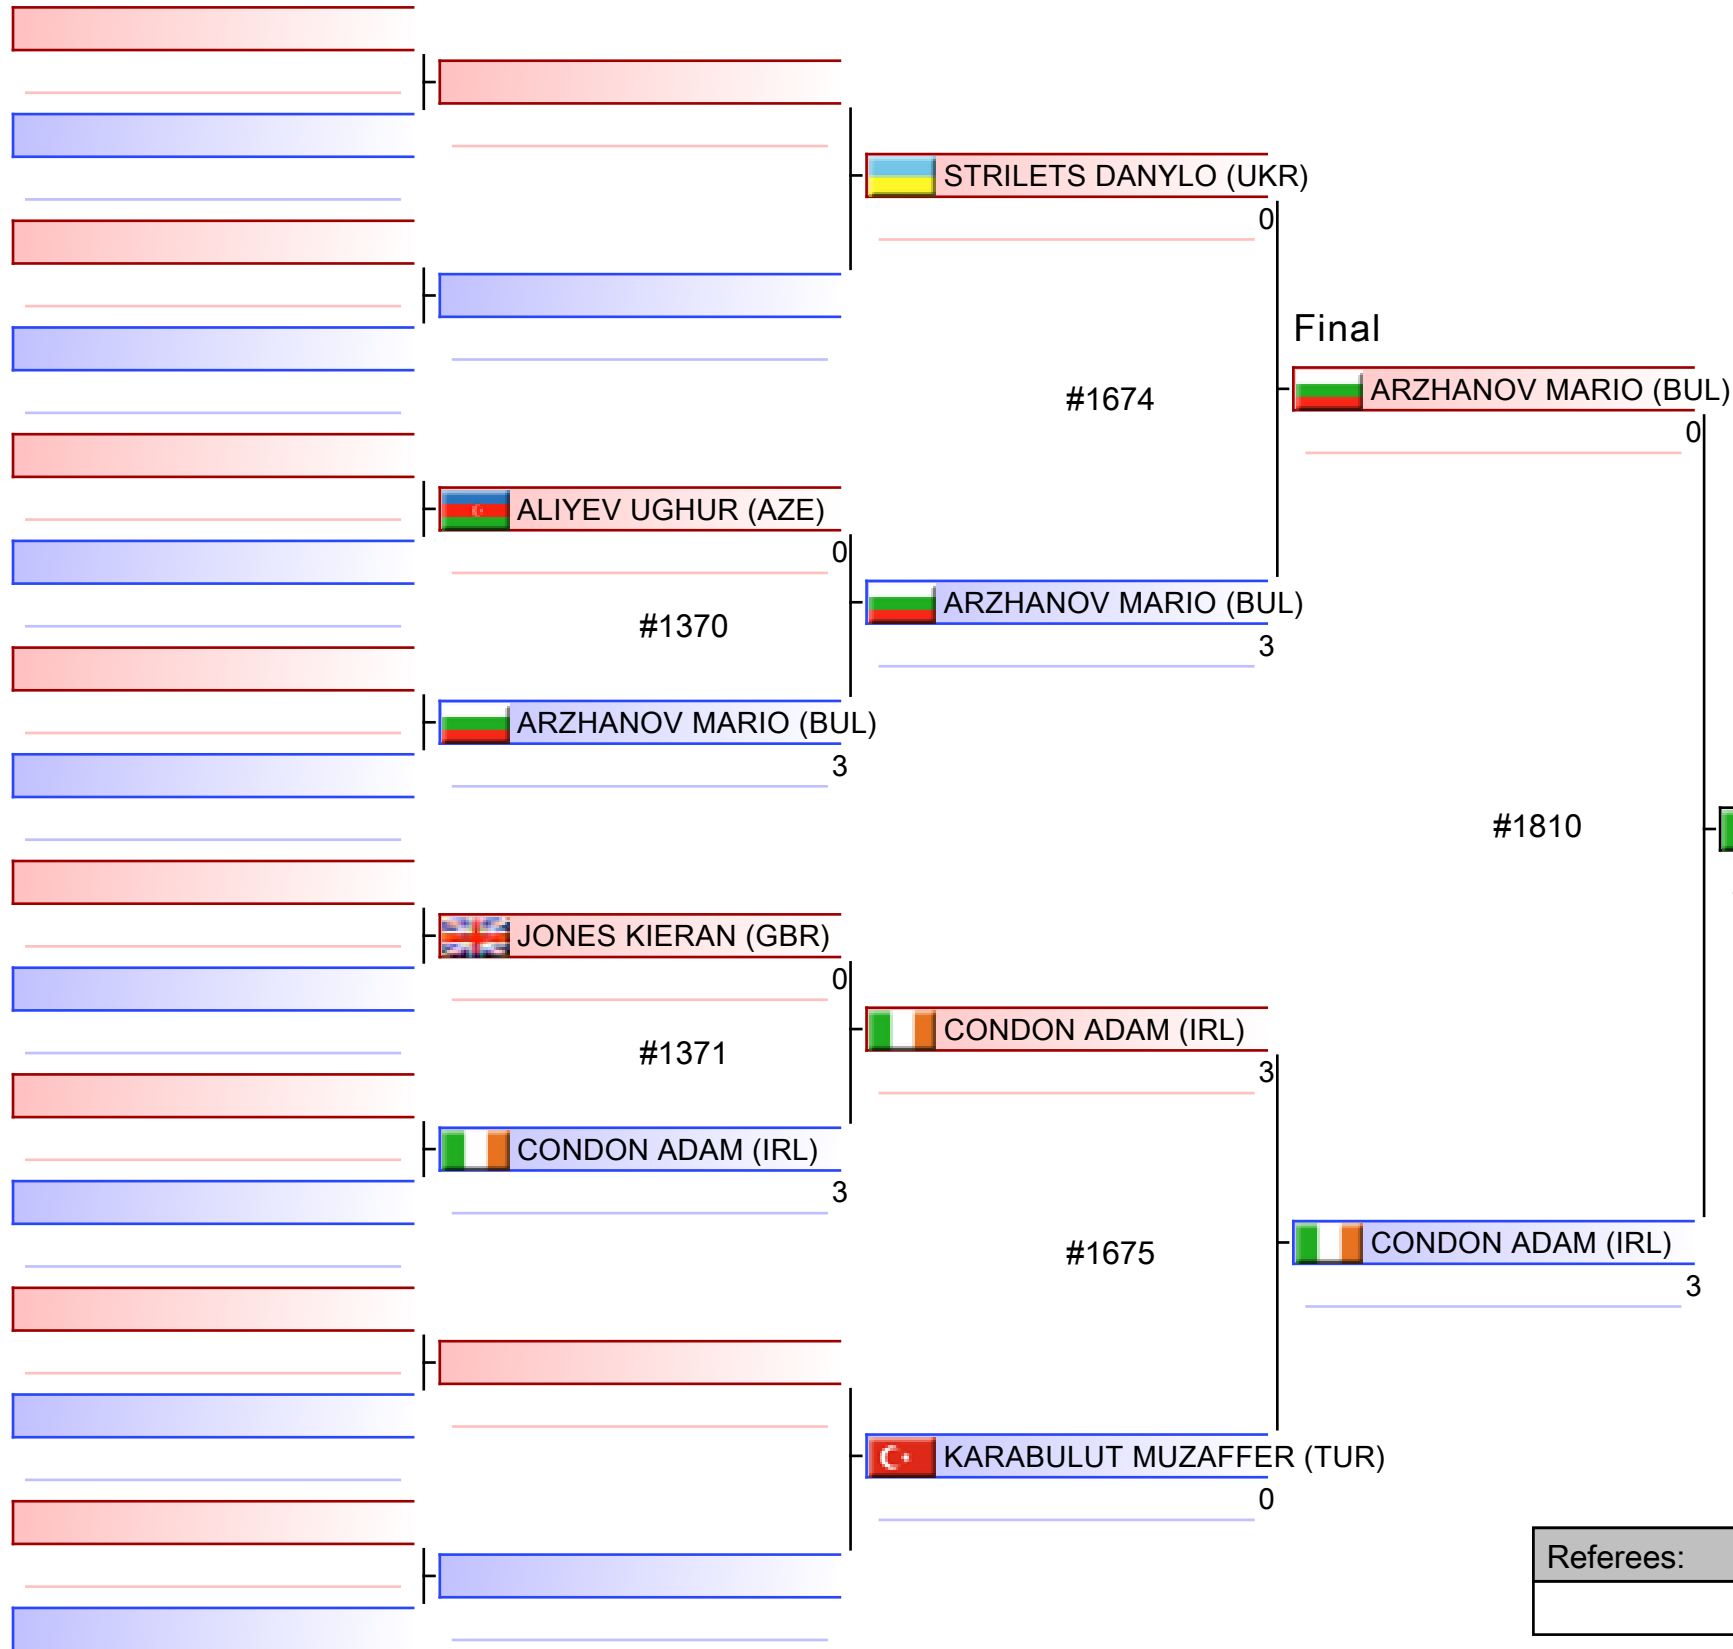 STRILETS DANYLO (UKR)
0
Final
#1674
ARZHANOV MARIO (BUL)
0
ALIYEV UGHUR (AZE)
0
#1370
ARZHANOV MARIO (BUL)
3
ARZHANOV MARIO (BUL)
3
#1810
JONES KIERAN (GBR)
0
#1371
CONDON ADAM (IRL)
3
CONDON ADAM (IRL)
3
#1675
CONDON ADAM (IRL)
3
KARABULUT MUZAFFER (TUR)
0
Referees: